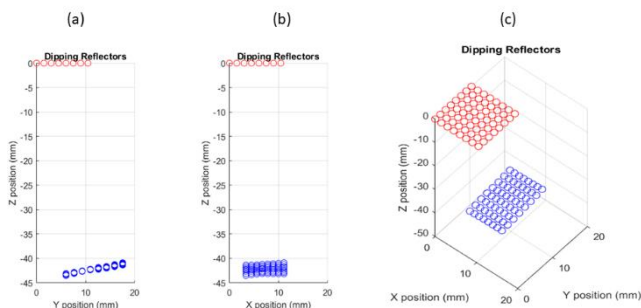 (a)
Dipping Reflectors
0
-5
-10
-15
-20
-25
-30
-35
-40
-45
Z position (mm)
0
10
20
Y position (mm)
(b)
Dipping Reflectors
0
-5
-10
-15
-20
-25
-30
-35
-40
-45
Z position (mm)
0
10
20
X position (mm)
(c)
Dipping Reflectors
0
-10
-20
-30
-40
-50
Z position (mm)
0
10
20
X position (mm)
0
10
20
Y position (mm)